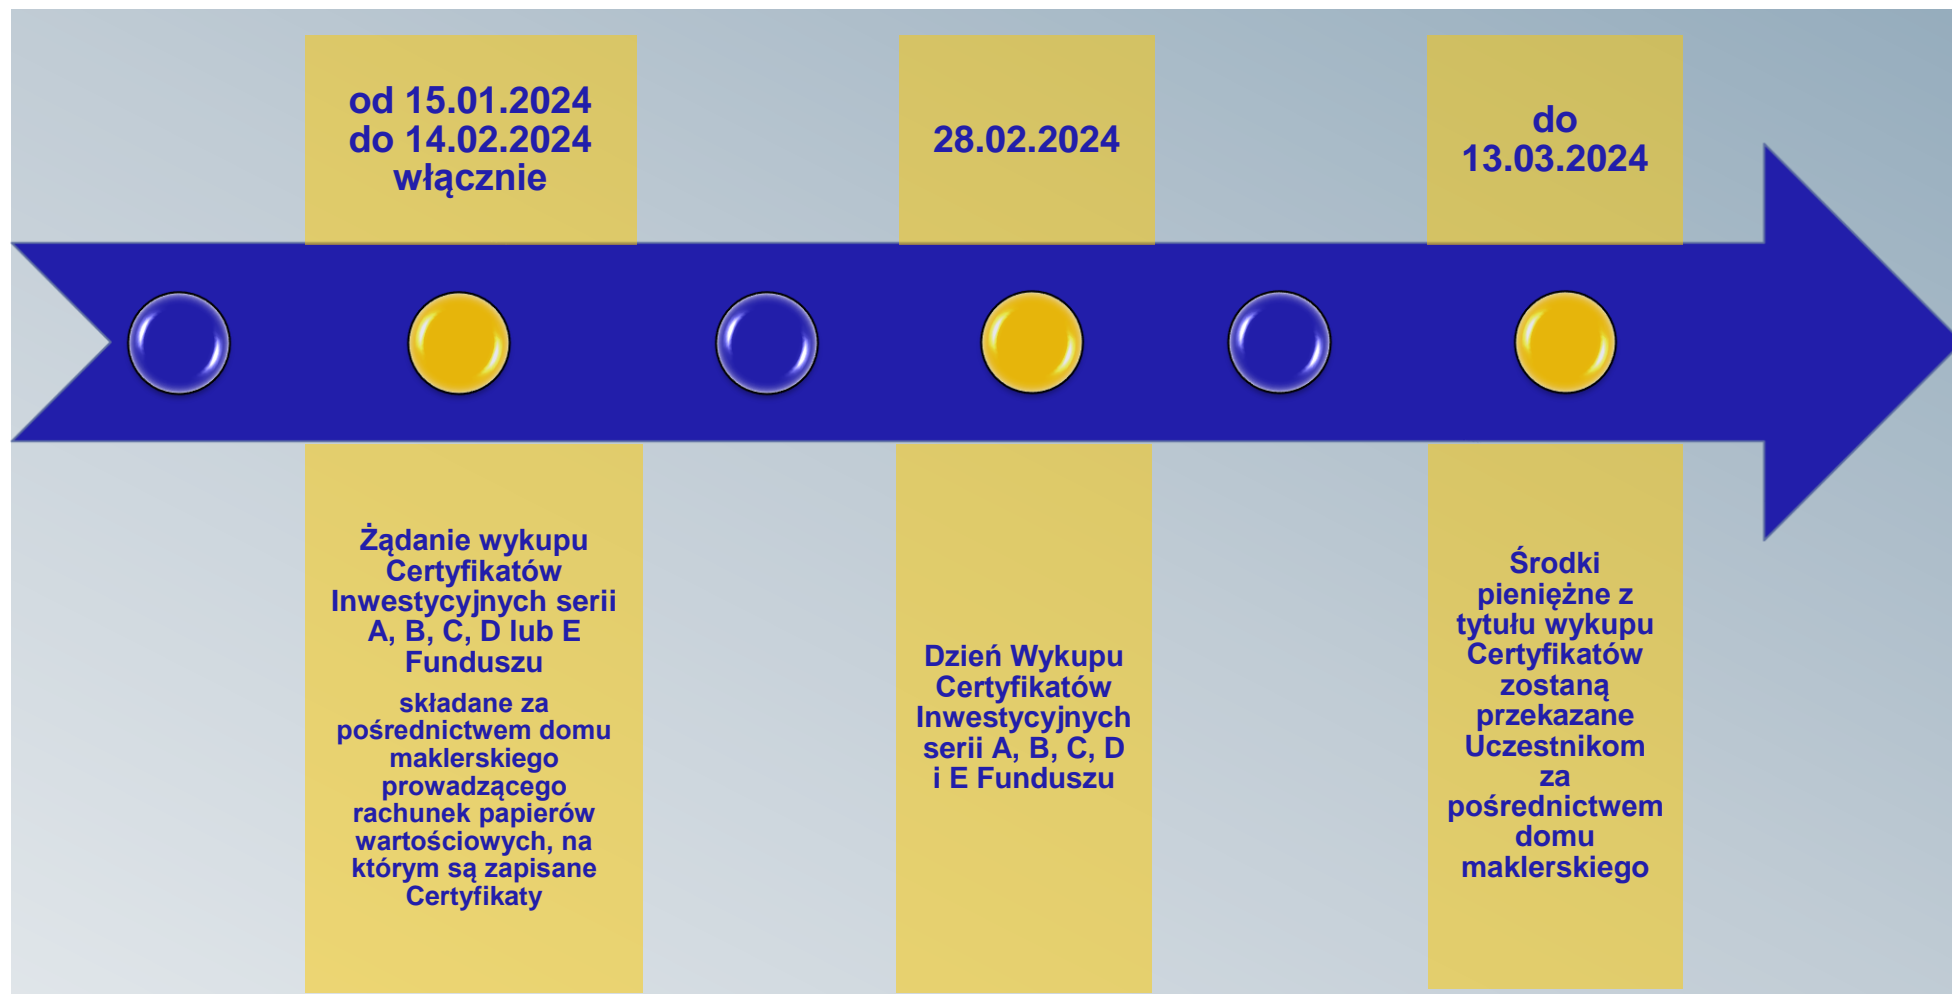 od 15.01.2024
do 14.02.2024
włącznie
28.02.2024
do
13.03.2024
Żądanie wykupu
Certyfikatów
Inwestycyjnych serii
A, B, C, D lub E
Funduszu
składane za
pośrednictwem domu
maklerskiego
prowadzącego
rachunek papierów
wartościowych, na
którym są zapisane
Certyfikaty
Dzień Wykupu
Certyfikatów
Inwestycyjnych
serii A, B, C, D
i E Funduszu
Środki
pieniężne z
tytułu wykupu
Certyfikatów
zostaną
przekazane
Uczestnikom
za
pośrednictwem
domu
maklerskiego